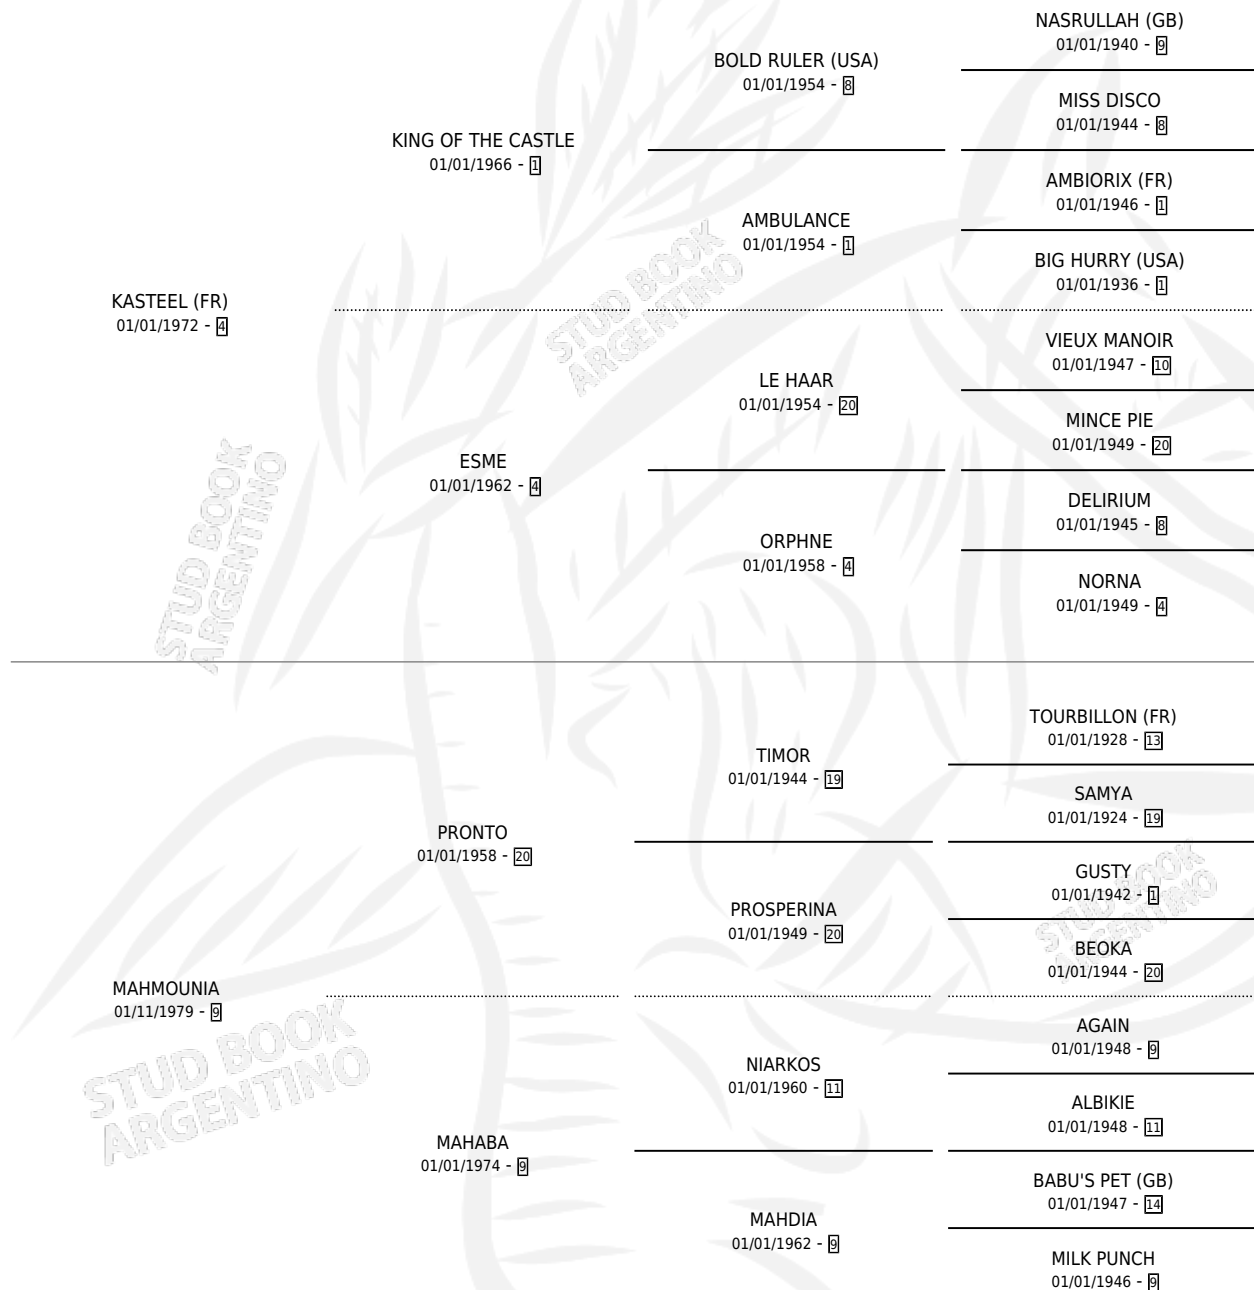 NASRULLAH (GB)
01/01/1940 - 9
BOLD RULER (USA)
01/01/1954 - 8
MISS DISCO
01/01/1944 - 8
KING OF THE CASTLE
01/01/1966 - 1
AMBIORIX (FR)
01/01/1946 - 1
AMBULANCE
01/01/1954 - 1
BIG HURRY (USA)
01/01/1936 - 1
KASTEEL (FR)
01/01/1972 - 4
VIEUX MANOIR
01/01/1947 - 10
LE HAAR
01/01/1954 - 20
MINCE PIE
01/01/1949 - 20
ESME
01/01/1962 - 4
DELIRIUM
01/01/1945 - 8
ORPHNE
01/01/1958 - 4
NORNA
01/01/1949 - 4
TOURBILLON (FR)
01/01/1928 - 13
TIMOR
01/01/1944 - 19
SAMYA
01/01/1924 - 19
PRONTO
01/01/1958 - 20
GUSTY
01/01/1942 - 1
PROSPERINA
01/01/1949 - 20
BEOKA
01/01/1944 - 20
MAHMOUNIA
01/11/1979 - 9
AGAIN
01/01/1948 - 9
NIARKOS
01/01/1960 - 11
ALBIKIE
01/01/1948 - 11
MAHABA
01/01/1974 - 9
BABU'S PET (GB)
01/01/1947 - 14
MAHDIA
01/01/1962 - 9
MILK PUNCH
01/01/1946 - 9
STUD BOOK
ARGENTINO
STUD BOOK
ARGENTINO
STUD BOOK
ARGENTINO
STUD BOOK
ARGENTINO